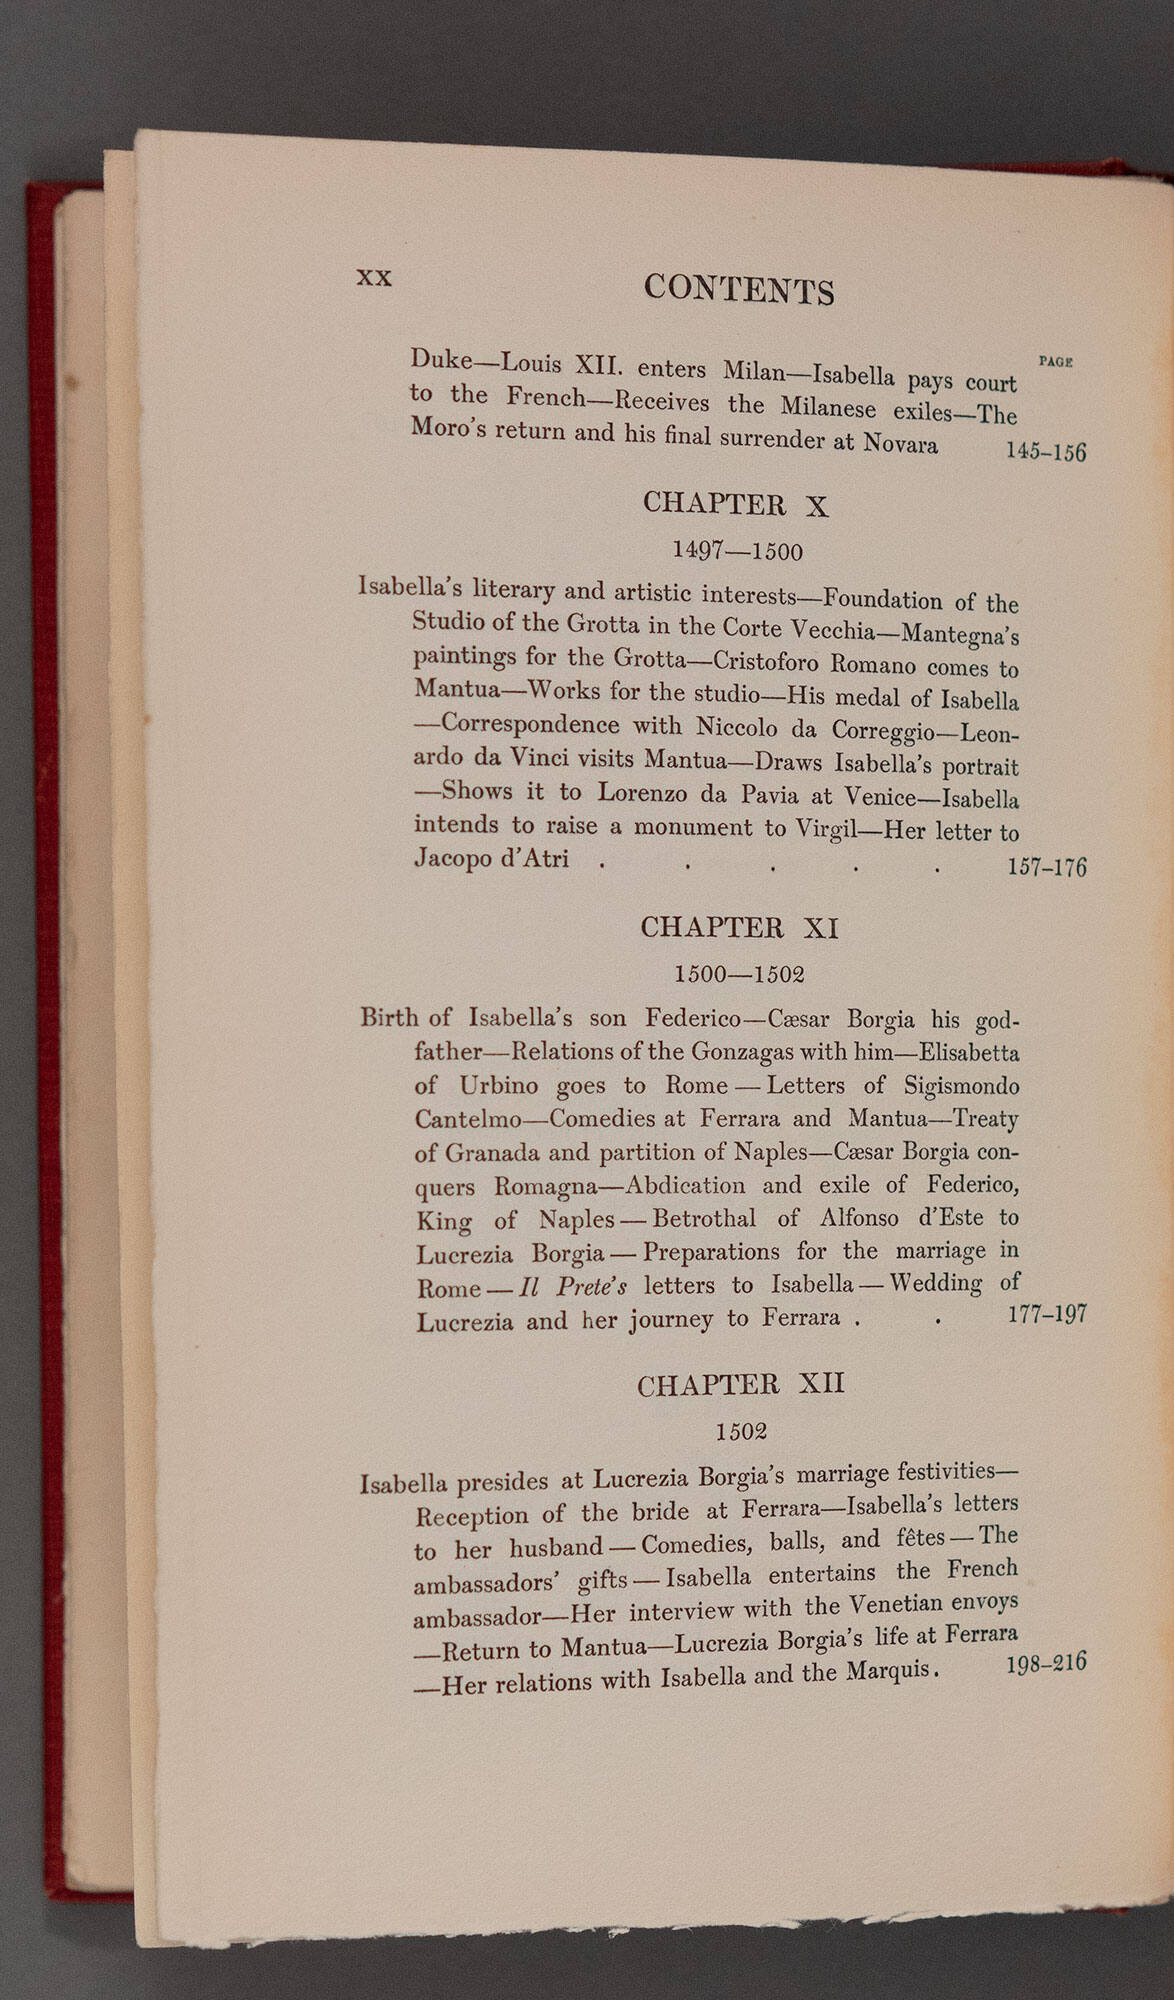 xx
CONTENTS
PAGE
Duke—Louis XII. enters Milan—Isabella pays court
to the French—Receives the Milanese exiles—The
Moro's return and his final surrender at Novara 145–156
CHAPTER X
1497—1500
Isabella's literary and artistic interests—Foundation of the
Studio of the Grotta in the Corte Vecchia—Mantegna's
paintings for the Grotta—Cristoforo Romano comes to
Mantua—Works for the studio—His medal of Isabella
—Correspondence with Niccolo da Correggio—Leon-
ardo da Vinci visits Mantua—Draws Isabella's portrait
—Shows it to Lorenzo da Pavia at Venice—Isabella
intends to raise a monument to Virgil—Her letter to
Jacopo d'Atri . . . . . 157–176
CHAPTER XI
1500—1502
Birth of Isabella's son Federico—Cæsar Borgia his god-
father—Relations of the Gonzagas with him—Elisabetta
of Urbino goes to Rome — Letters of Sigismondo
Cantelmo—Comedies at Ferrara and Mantua—Treaty
of Granada and partition of Naples—Cæsar Borgia con-
quers Romagna—Abdication and exile of Federico,
King of Naples — Betrothal of Alfonso d'Este to
Lucrezia Borgia — Preparations for the marriage in
Rome — Il Prete's letters to Isabella — Wedding of
Lucrezia and her journey to Ferrara . . 177–197
CHAPTER XII
1502
Isabella presides at Lucrezia Borgia's marriage festivities—
Reception of the bride at Ferrara—Isabella's letters
to her husband — Comedies, balls, and fêtes — The
ambassadors' gifts — Isabella entertains the French
ambassador—Her interview with the Venetian envoys
—Return to Mantua—Lucrezia Borgia's life at Ferrara
—Her relations with Isabella and the Marquis. 198–216